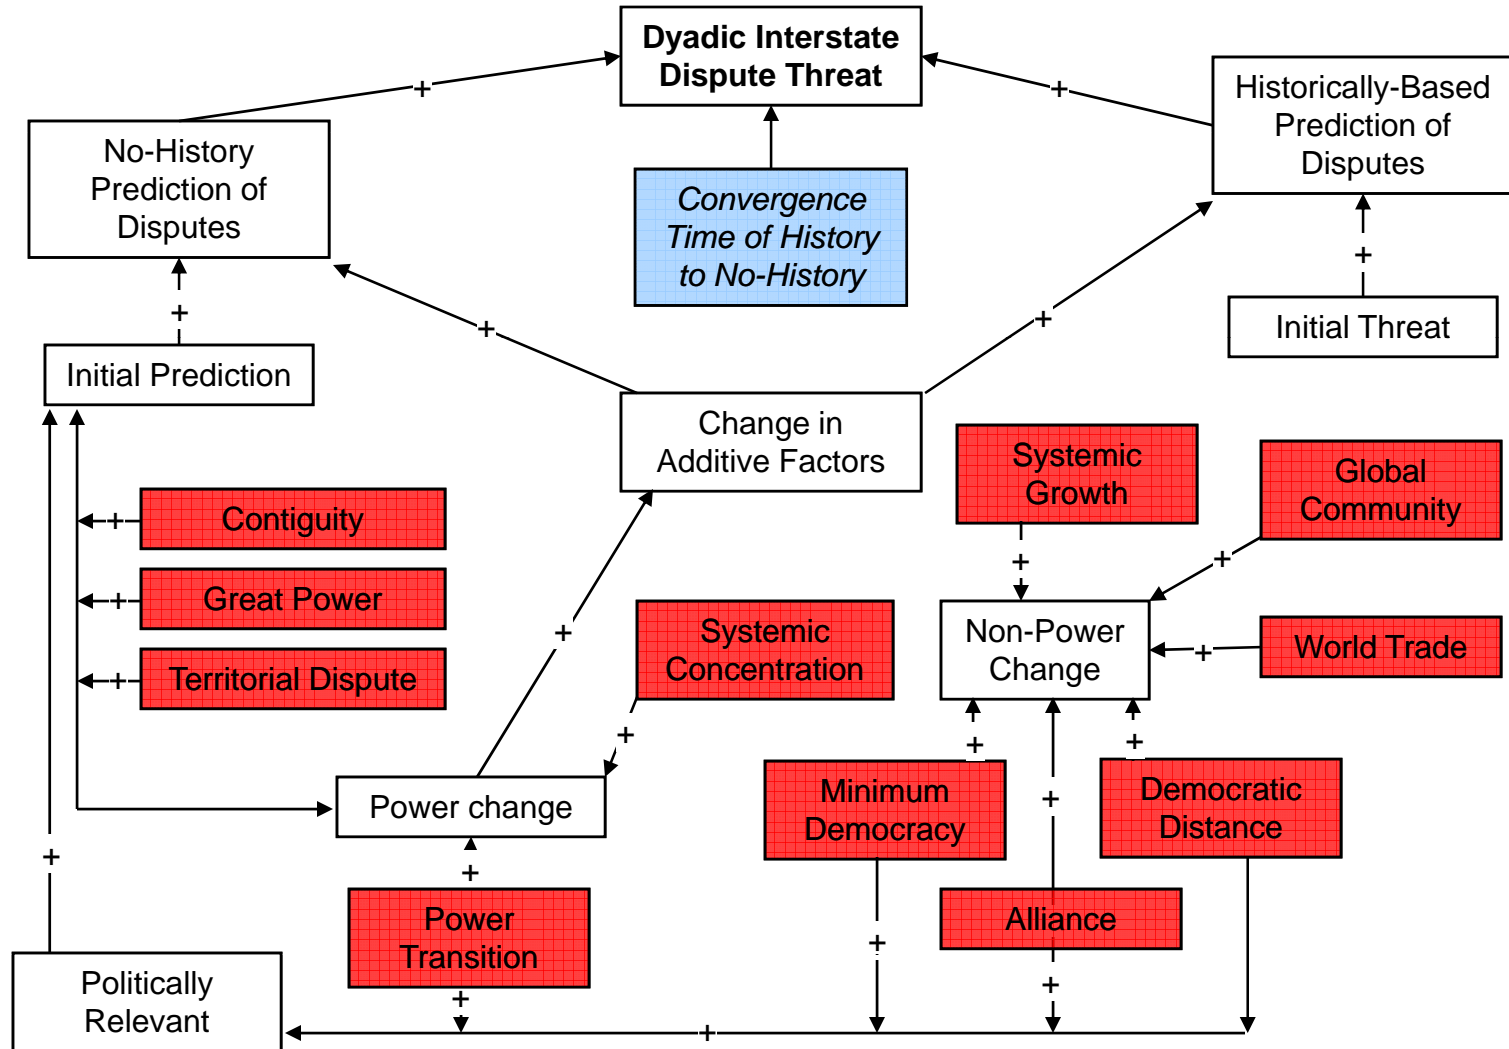 Dyadic Interstate
Dispute Threat
+
+
Historically-Based
Prediction of
Disputes
No-History
Prediction of
Disputes
Convergence
Time of History
to No-History
+
+
+
+
Initial Threat
Initial Prediction
Change in
Additive Factors
Systemic
Growth
Global
Community
+
Contiguity
+
+
+
Great Power
+
Systemic
Concentration
Non-Power
Change
+
World Trade
+
Territorial Dispute
+
+
+
Power change
Minimum
Democracy
+
Democratic
Distance
+
+
Power
Transition
Alliance
+
Politically
Relevant
+
+
+